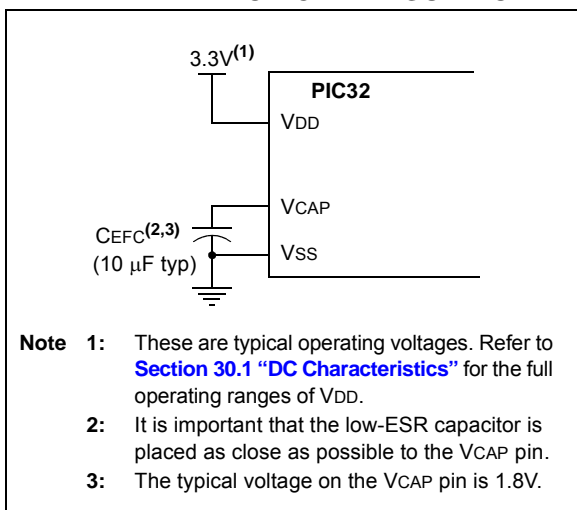 3.3V(1)
PIC32
VDD
VCAP
CEFC(2,3)
(10 μF typ)
VSS
Note 1: These are typical operating voltages. Refer to
Section 30.1 “DC Characteristics” for the full
operating ranges of VDD.
2: It is important that the low-ESR capacitor is
placed as close as possible to the VCAP pin.
3: The typical voltage on the VCAP pin is 1.8V.